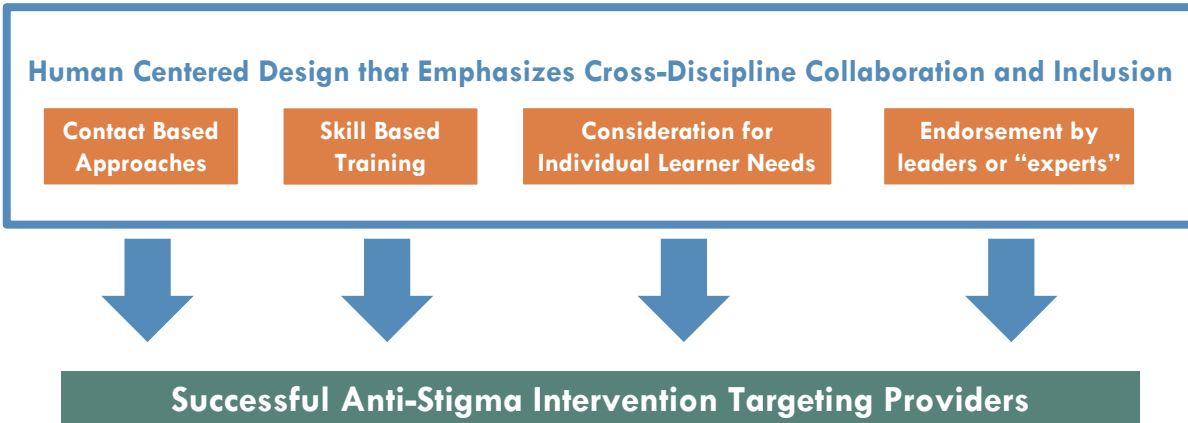 Human Centered Design that Emphasizes Cross-Discipline Collaboration and Inclusion
Contact Based
Approaches
Skill Based
Training
Consideration for
Individual Learner Needs
Endorsement by
leaders or “experts”
Successful Anti-Stigma Intervention Targeting Providers